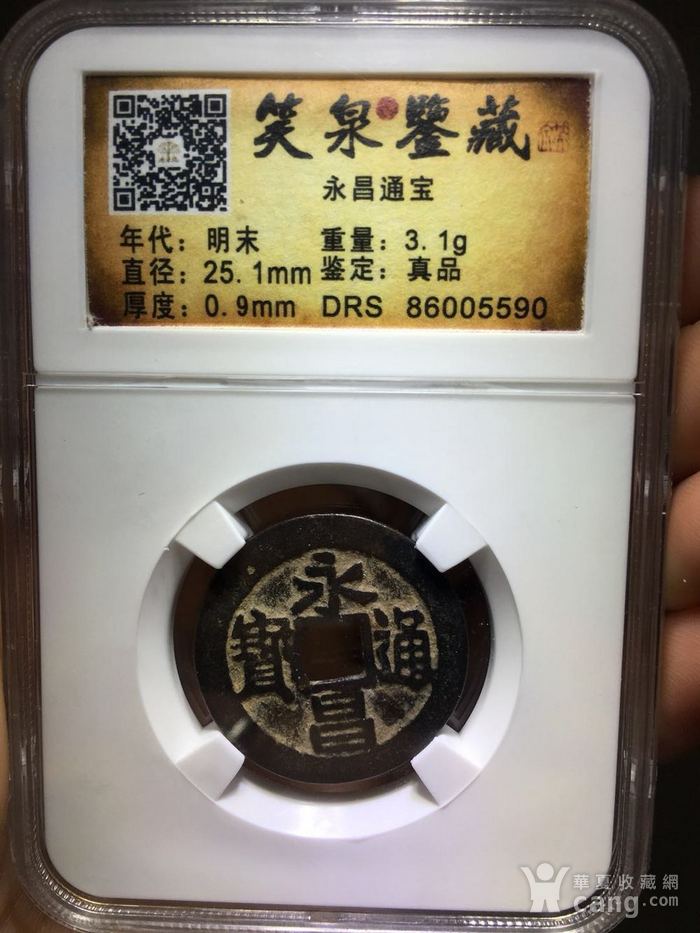 笑泉鑒藏
永昌通宝
年代：明末 重量：3.1g
直径：25.1mm 鉴定：真品
厚度：0.9mm DRS 86005590
永昌通寶
華夏收藏網
cang.com